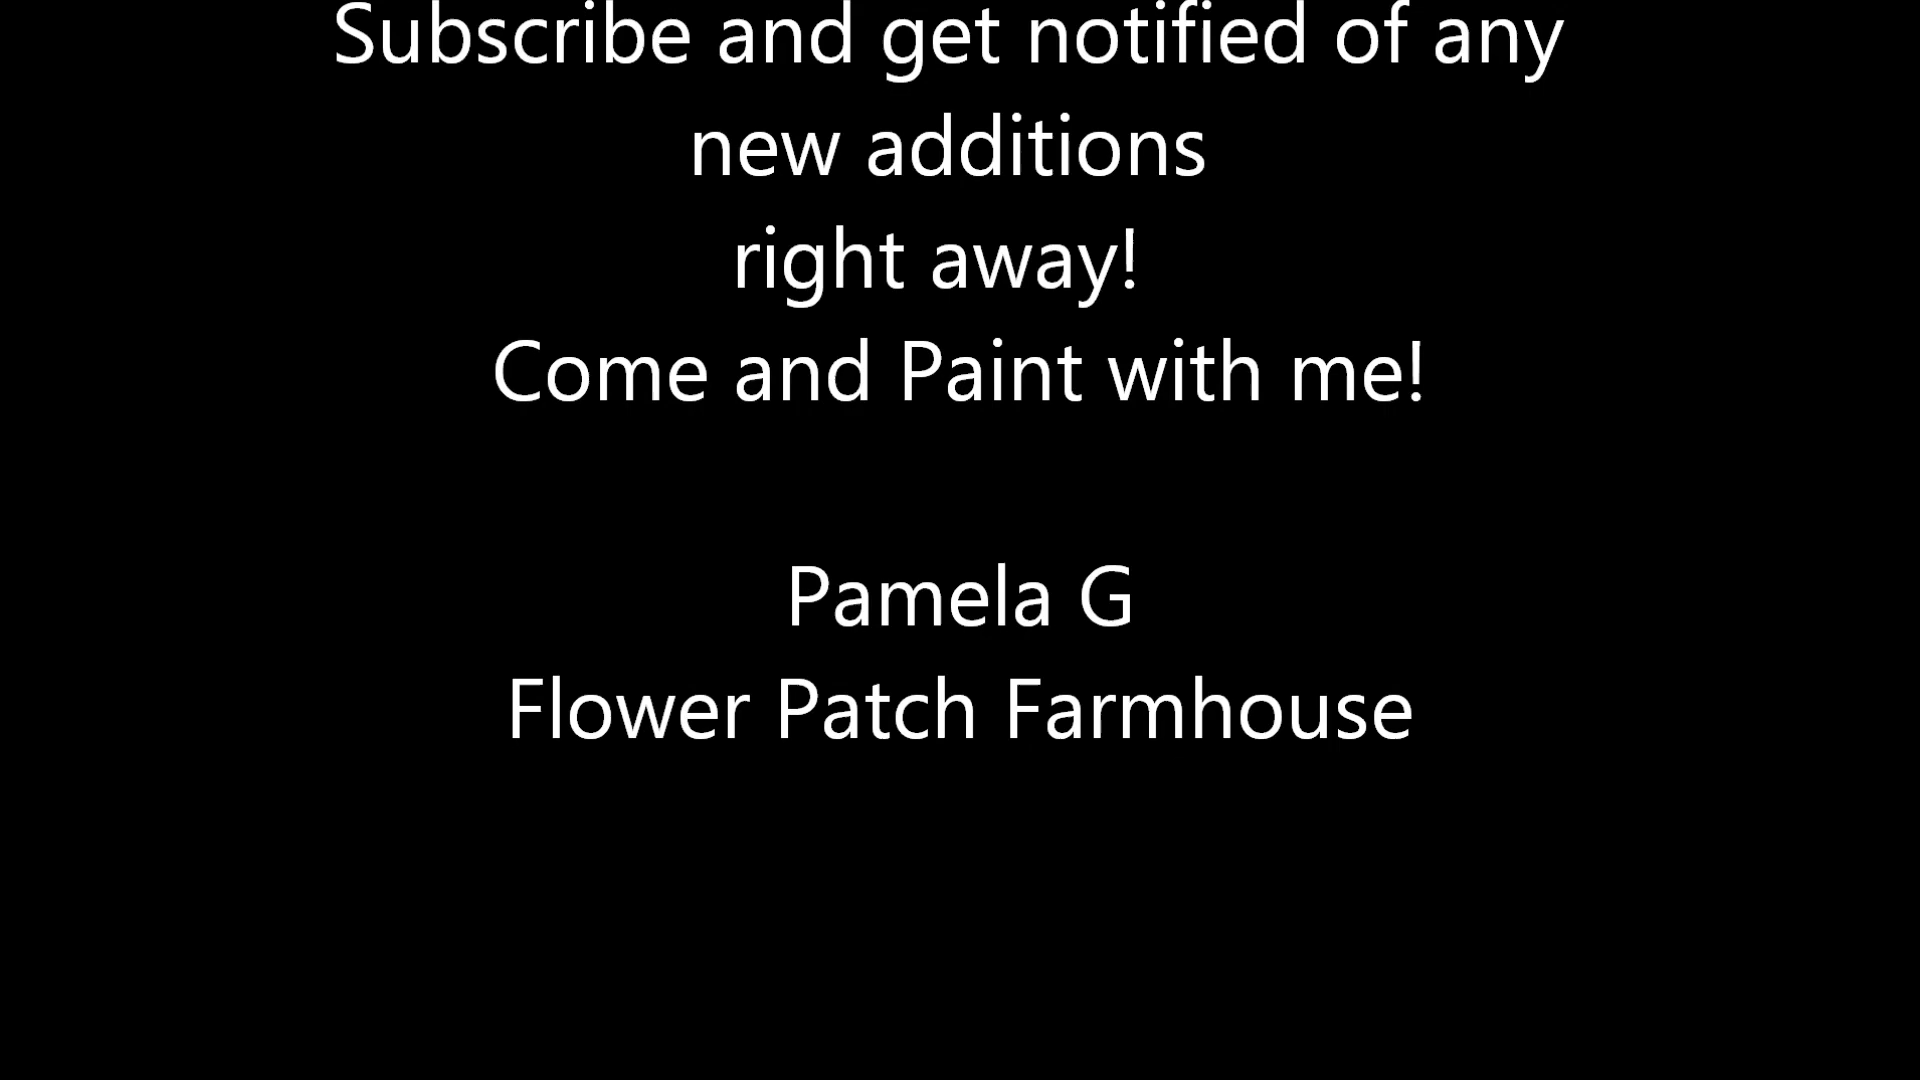 Subscribe and get notified of any
new additions
right away!
Come and Paint with me!
Pamela G
Flower Patch Farmhouse